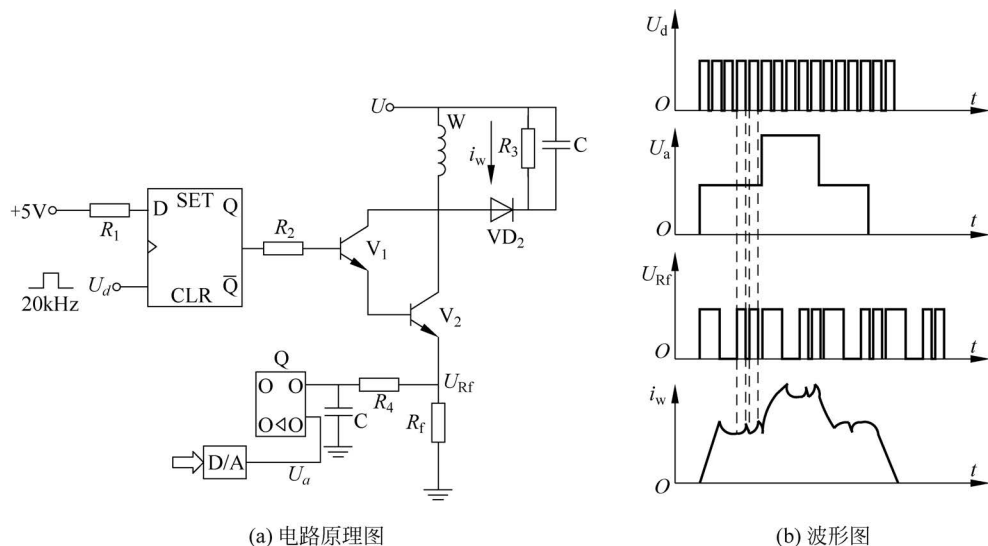 U
W
i_w
R_3
C
VD_2
+5V
R_1
D
SET
Q
R_2
V_1
U_d
CLR
Q̅
20kHz
V_2
Q
U_Rf
O O
R_4
C
R_f
O O
D/A
U_a
(a) 电路原理图
U_d
O
t
U_a
O
t
U_Rf
O
t
i_w
O
t
(b) 波形图